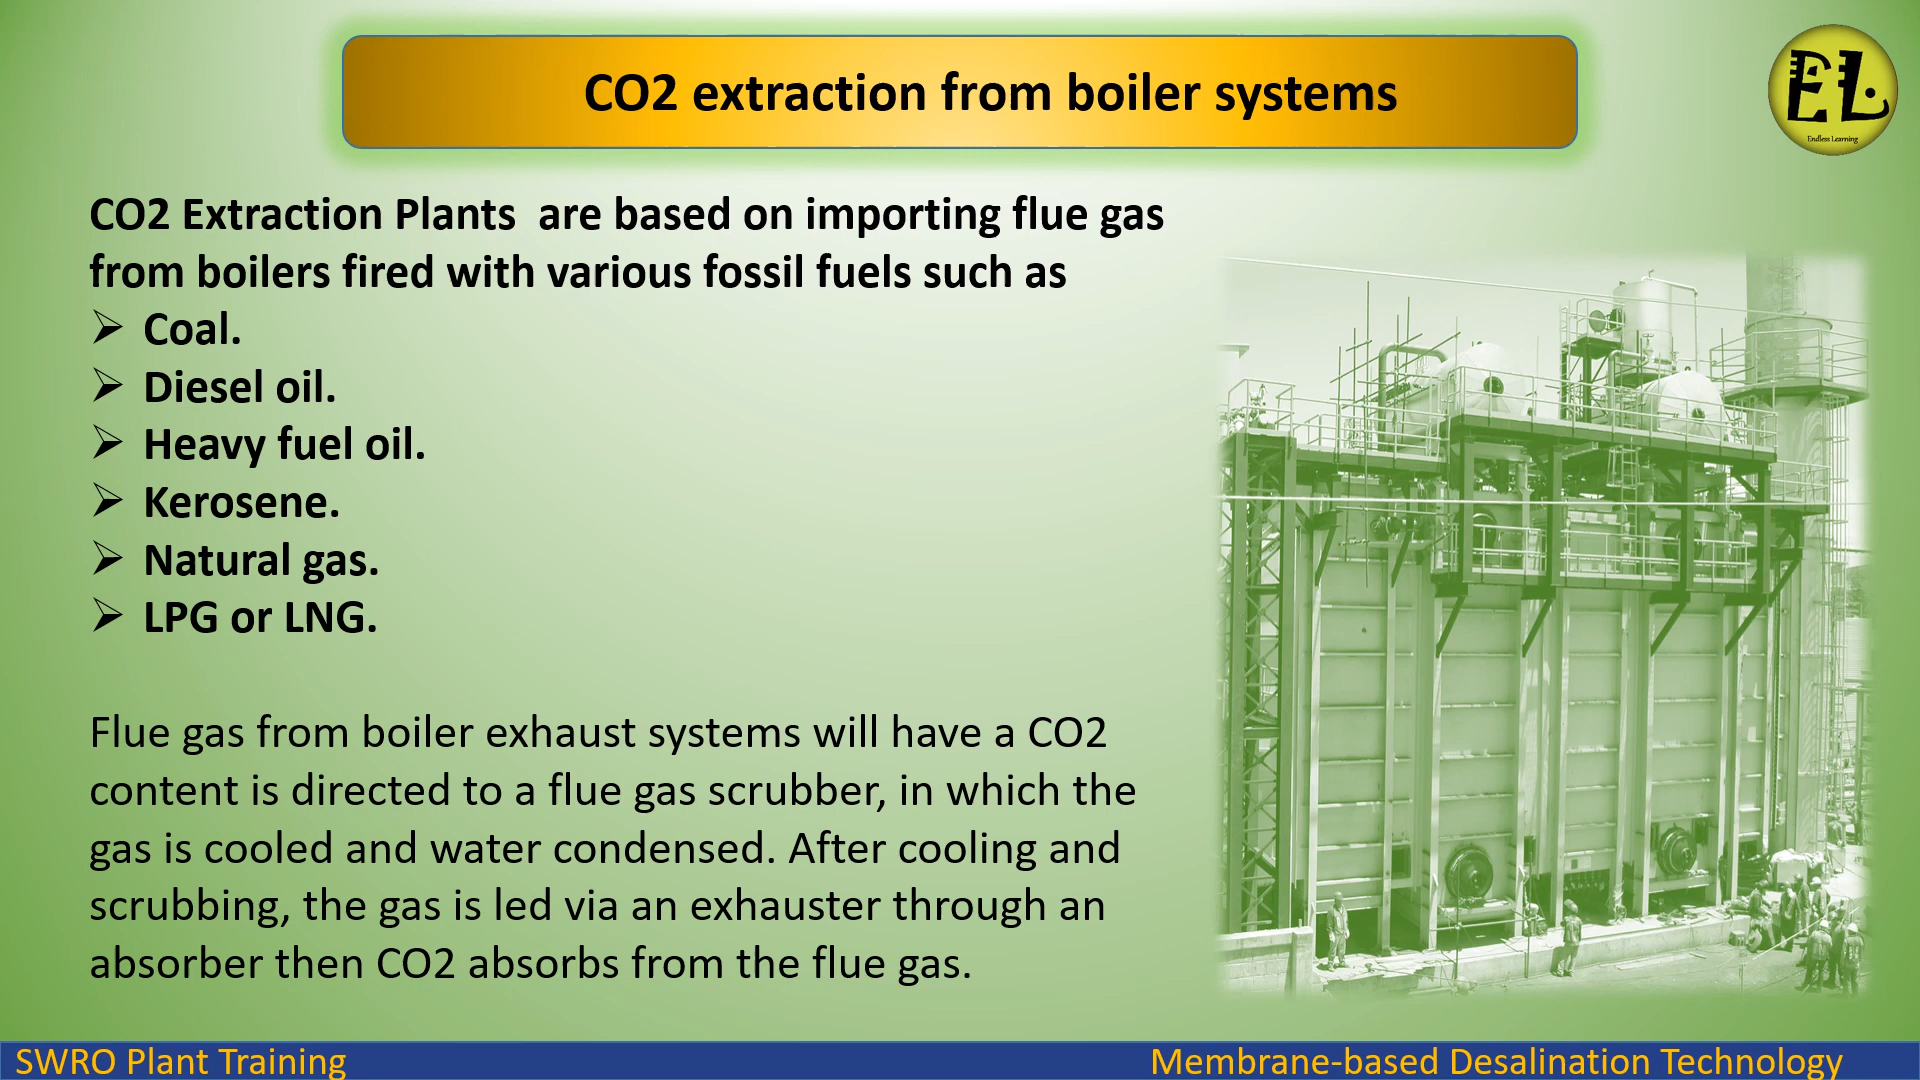 CO2 extraction from boiler systems
EL
Endless Learning
CO2 Extraction Plants  are based on importing flue gas
from boilers fired with various fossil fuels such as
➢ Coal.
➢ Diesel oil.
➢ Heavy fuel oil.
➢ Kerosene.
➢ Natural gas.
➢ LPG or LNG.
Flue gas from boiler exhaust systems will have a CO2
content is directed to a flue gas scrubber, in which the
gas is cooled and water condensed. After cooling and
scrubbing, the gas is led via an exhauster through an
absorber then CO2 absorbs from the flue gas.
SWRO Plant Training
Membrane-based Desalination Technology